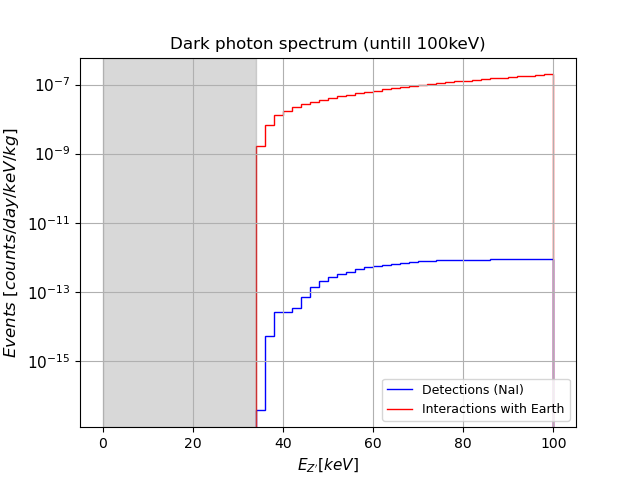 Dark photon spectrum (untill 100keV)
Events [counts/day/keV/kg]
10⁻⁷
10⁻⁹
10⁻¹¹
10⁻¹³
10⁻¹⁵
Detections (NaI)
Interactions with Earth
0 20 40 60 80 100
E_{Z'}[keV]